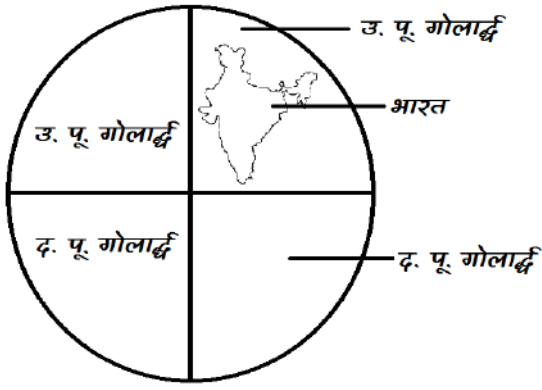 उ. पू. गोलार्द्ध
भारत
उ. पू. गोलार्द्ध
द. पू. गोलार्द्ध
द. पू. गोलार्द्ध